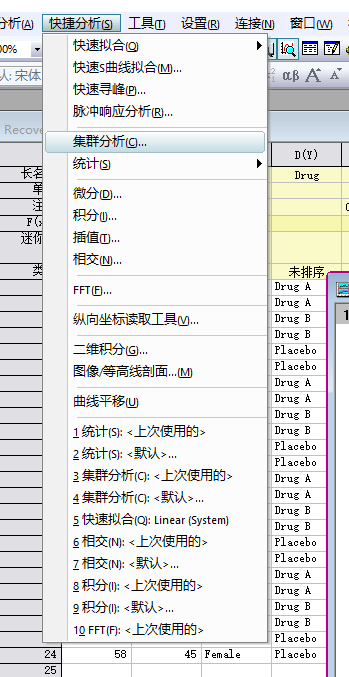 分析(A) 快捷分析(S) 工具(T) 设置(R) 连接(N) 窗口(W)
00%
快速拟合(Q)
认: 宋体
快速s曲线拟合(M)...
αβ A A
快速寻峰(P)...
脉冲响应分析(R)...
Recove
集群分析(C)...
D(Y)
统计(S)
长名
Drug
单
微分(D)...
注
积分(I)...
F(x
插值(T)...
迷你
相交(N)...
类
未排序
FFT(F)...
Drug A
Drug A
1
纵向坐标读取工具(V)...
Drug B
Drug B
二维积分(G)...
Placebo
图像/等高线剖面...(M)
Placebo
Drug A
曲线平移(U)
Drug A
Drug B
1 统计(S): <上次使用的>
Drug B
2 统计(S): <默认>...
Placebo
Placebo
3 集群分析(C): <上次使用的>
Drug A
4 集群分析(C): <默认>...
Drug A
5 快速拟合(Q): Linear (System)
Drug B
Drug B
6 相交(N): <上次使用的>
Placebo
7 相交(N): <默认>...
Placebo
8 积分(I): <上次使用的>
Drug A
Drug A
9 积分(I): <默认>...
Drug B
10 FFT(F): <上次使用的>
Drug B
Placebo
24 58 45 Female Placebo
25